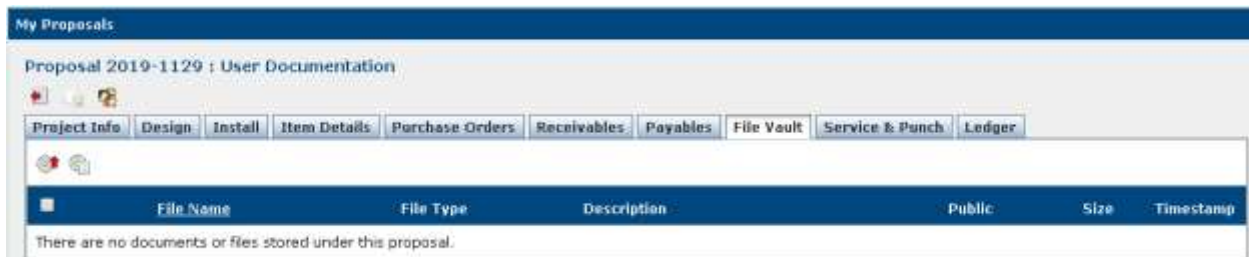 My Proposals
Proposal 2019-1129 : User Documentation
Project Info Design Install Item Details Purchase Orders Receivables Payables File Vault Service & Punch Ledger
File Name File Type Description Public Size Timestamp
There are no documents or files stored under this proposal.